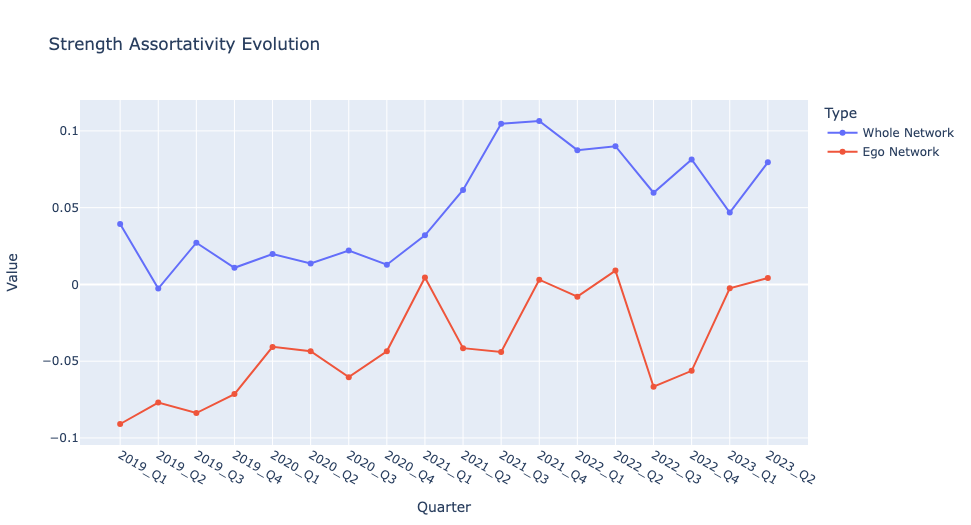 Strength Assortativity Evolution
Type
Whole Network
Ego Network
0.1
0.05
0
−0.05
−0.1
Value
2019_Q1
2019_Q2
2019_Q3
2019_Q4
2020_Q1
2020_Q2
2020_Q3
2020_Q4
2021_Q1
2021_Q2
2021_Q3
2021_Q4
2022_Q1
2022_Q2
2022_Q3
2022_Q4
2023_Q1
2023_Q2
Quarter